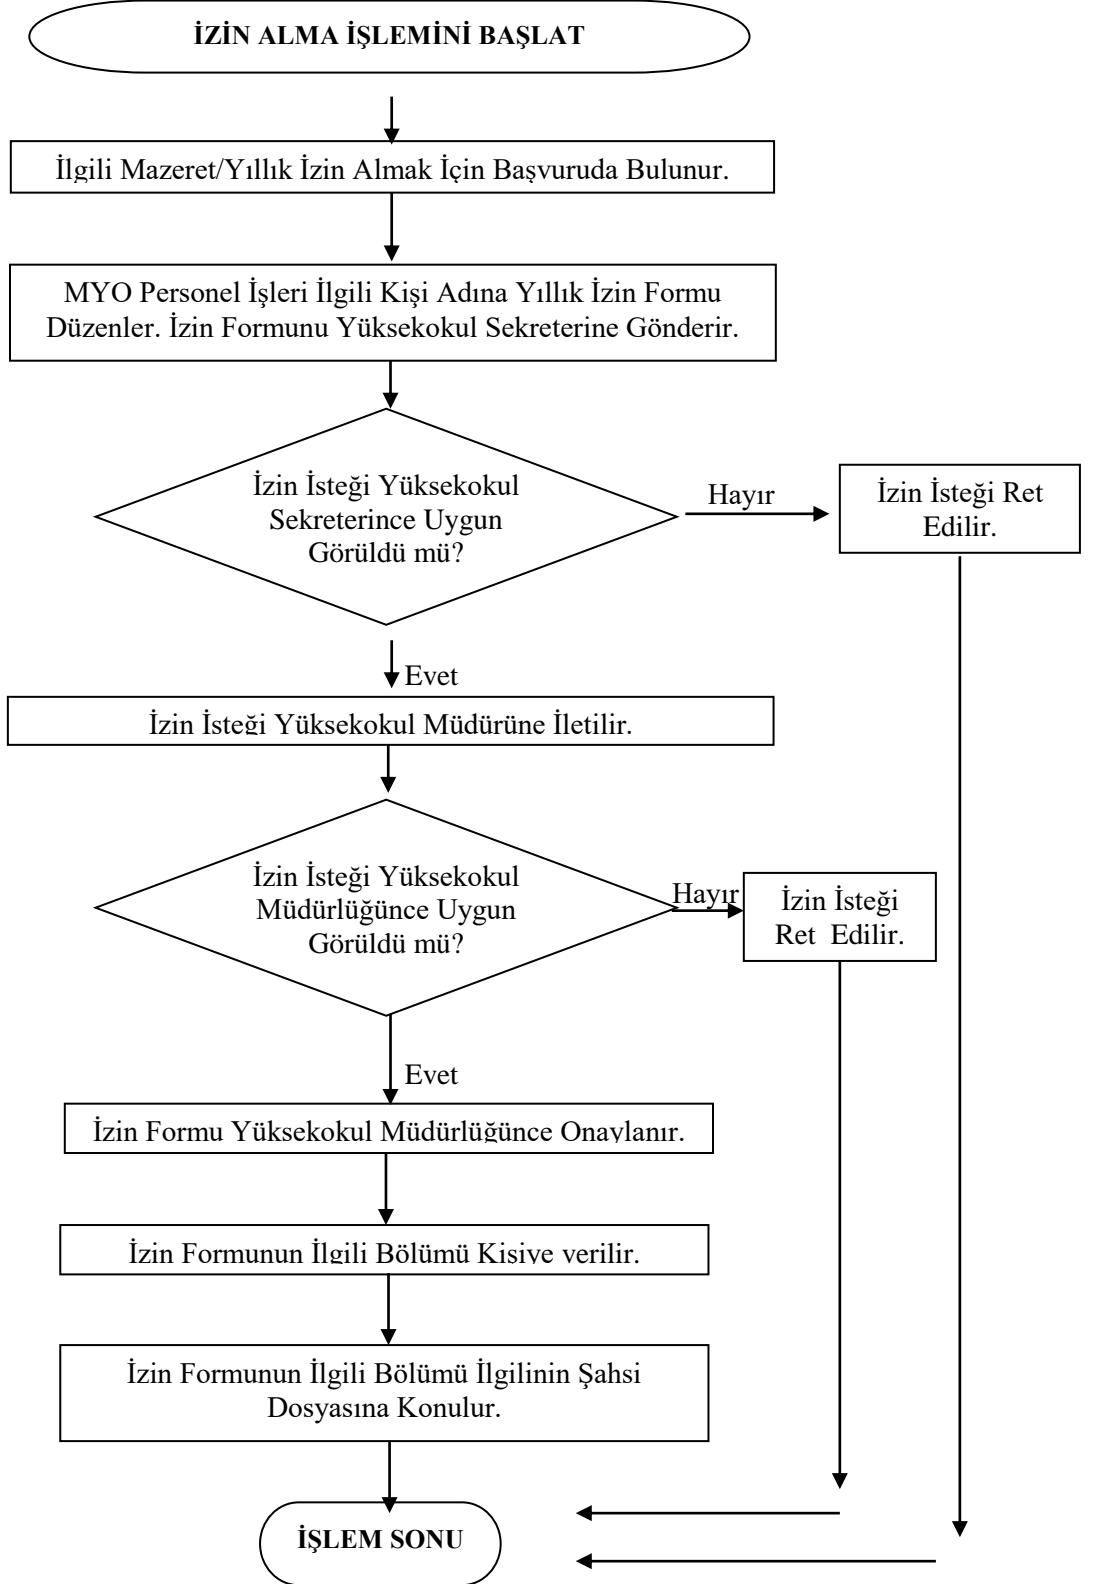 İZİN ALMA İŞLEMİNİ BAŞLAT
İlgili Mazeret/Yıllık İzin Almak İçin Başvuruda Bulunur.
MYO Personel İşleri İlgili Kişi Adına Yıllık İzin Formu
Düzenler. İzin Formunu Yüksekokul Sekreterine Gönderir.
İzin İsteği Yüksekokul
Sekreterince Uygun
Görüldü mü?
Hayır
İzin İsteği Ret
Edilir.
Evet
İzin İsteği Yüksekokul Müdürüne İletilir.
İzin İsteği Yüksekokul
Müdürlüğünce Uygun
Görüldü mü?
Hayır
İzin İsteği
Ret Edilir.
Evet
İzin Formu Yüksekokul Müdürlüğünce Onaylanır.
İzin Formunun İlgili Bölümü Kişiye verilir.
İzin Formunun İlgili Bölümü İlgilinin Şahsi
Dosyasına Konulur.
İŞLEM SONU